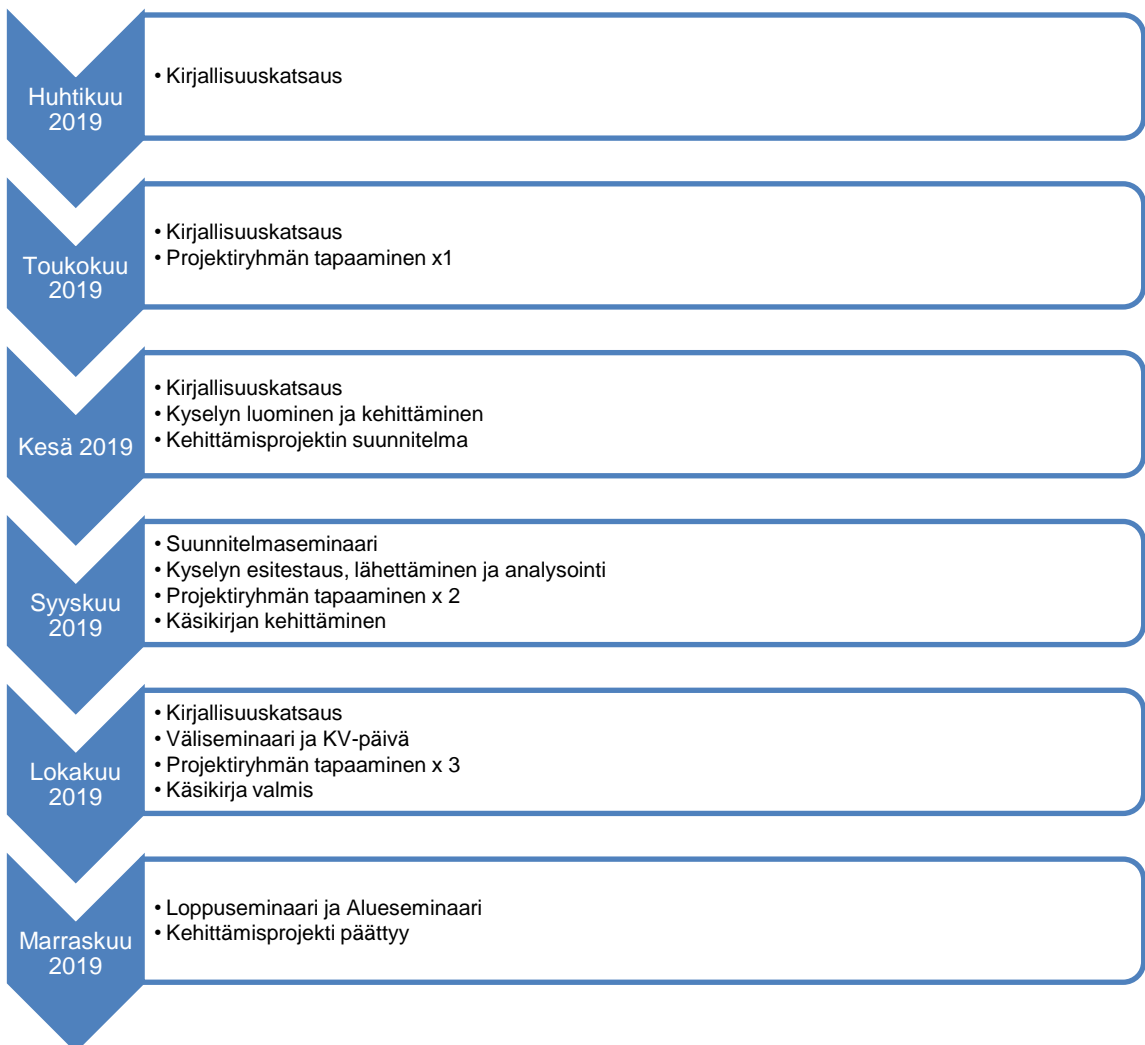 Huhtikuu
2019
• Kirjallisuuskatsaus
Toukokuu
2019
• Kirjallisuuskatsaus
• Projektiryhmän tapaaminen x1
Kesä 2019
• Kirjallisuuskatsaus
• Kyselyn luominen ja kehittäminen
• Kehittämisprojektin suunnitelma
Syyskuu
2019
• Suunnitelmaseminaari
• Kyselyn esitestaus, lähettäminen ja analysointi
• Projektiryhmän tapaaminen x 2
• Käsikirjan kehittäminen
Lokakuu
2019
• Kirjallisuuskatsaus
• Väliseminaari ja KV-päivä
• Projektiryhmän tapaaminen x 3
• Käsikirja valmis
Marraskuu
2019
• Loppuseminaari ja Alueseminaari
• Kehittämisprojekti päättyy